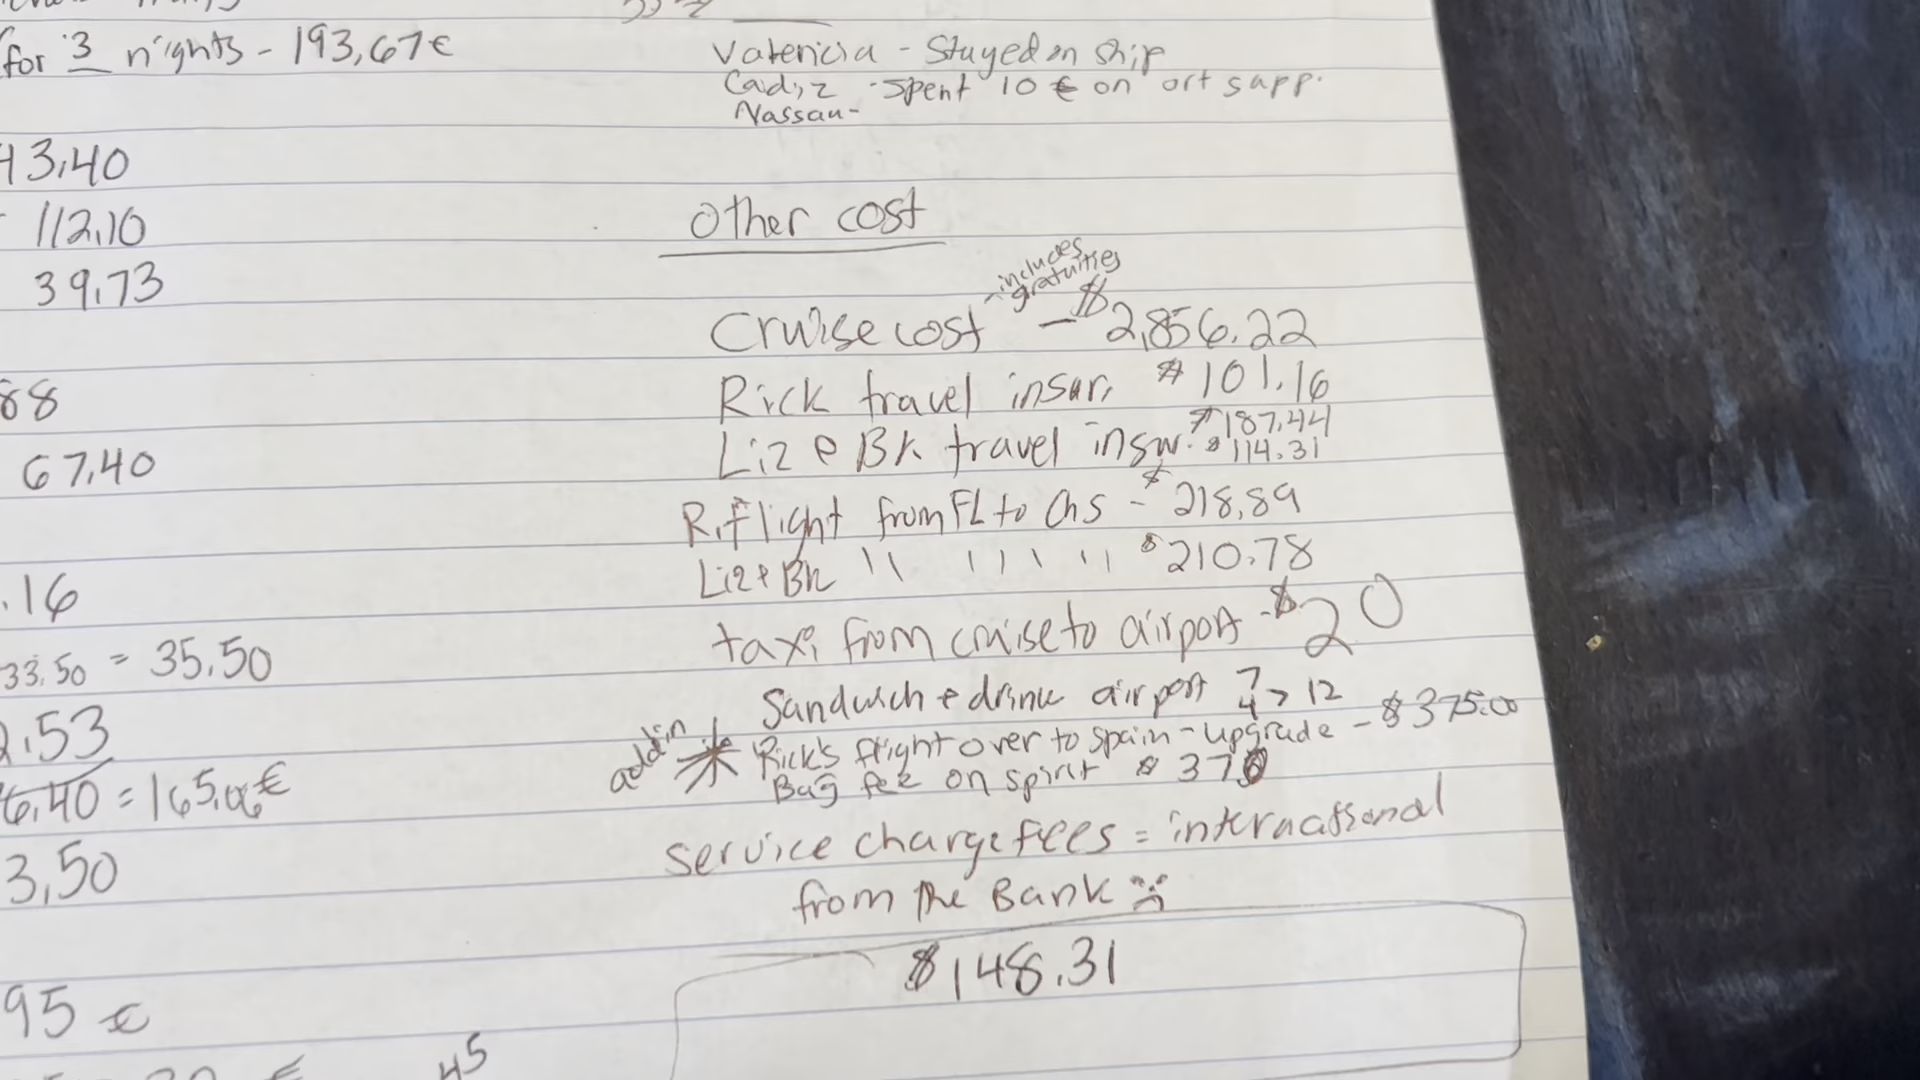 for 3 nights - 193,67€
43,40
112,10
39,73
88
67,40
.16
33,50 = 35,50
2.53
6,40 = 165,06€
3,50
95 €
45
Valencia - Stayed on ship
Cadiz - Spent 10 € on art supp.
Nassau -
Other cost
includes
gratuities
Cruise cost - $2,856.22
Rick travel insur. $101.16
$187.44
Liz & BK travel insur. $114.31
R. flight from FL to Chs - $218,89
Liz & BK \\ \\ \\ \\ $210.78
taxi from cruise to airport - $20
Sandwich & drink airport 7 4 > 12
add in * Rick's flight over to spain - upgrade - $375.00
Bag fee on spirit $37
Service charge fees = international
from the Bank
$148.31